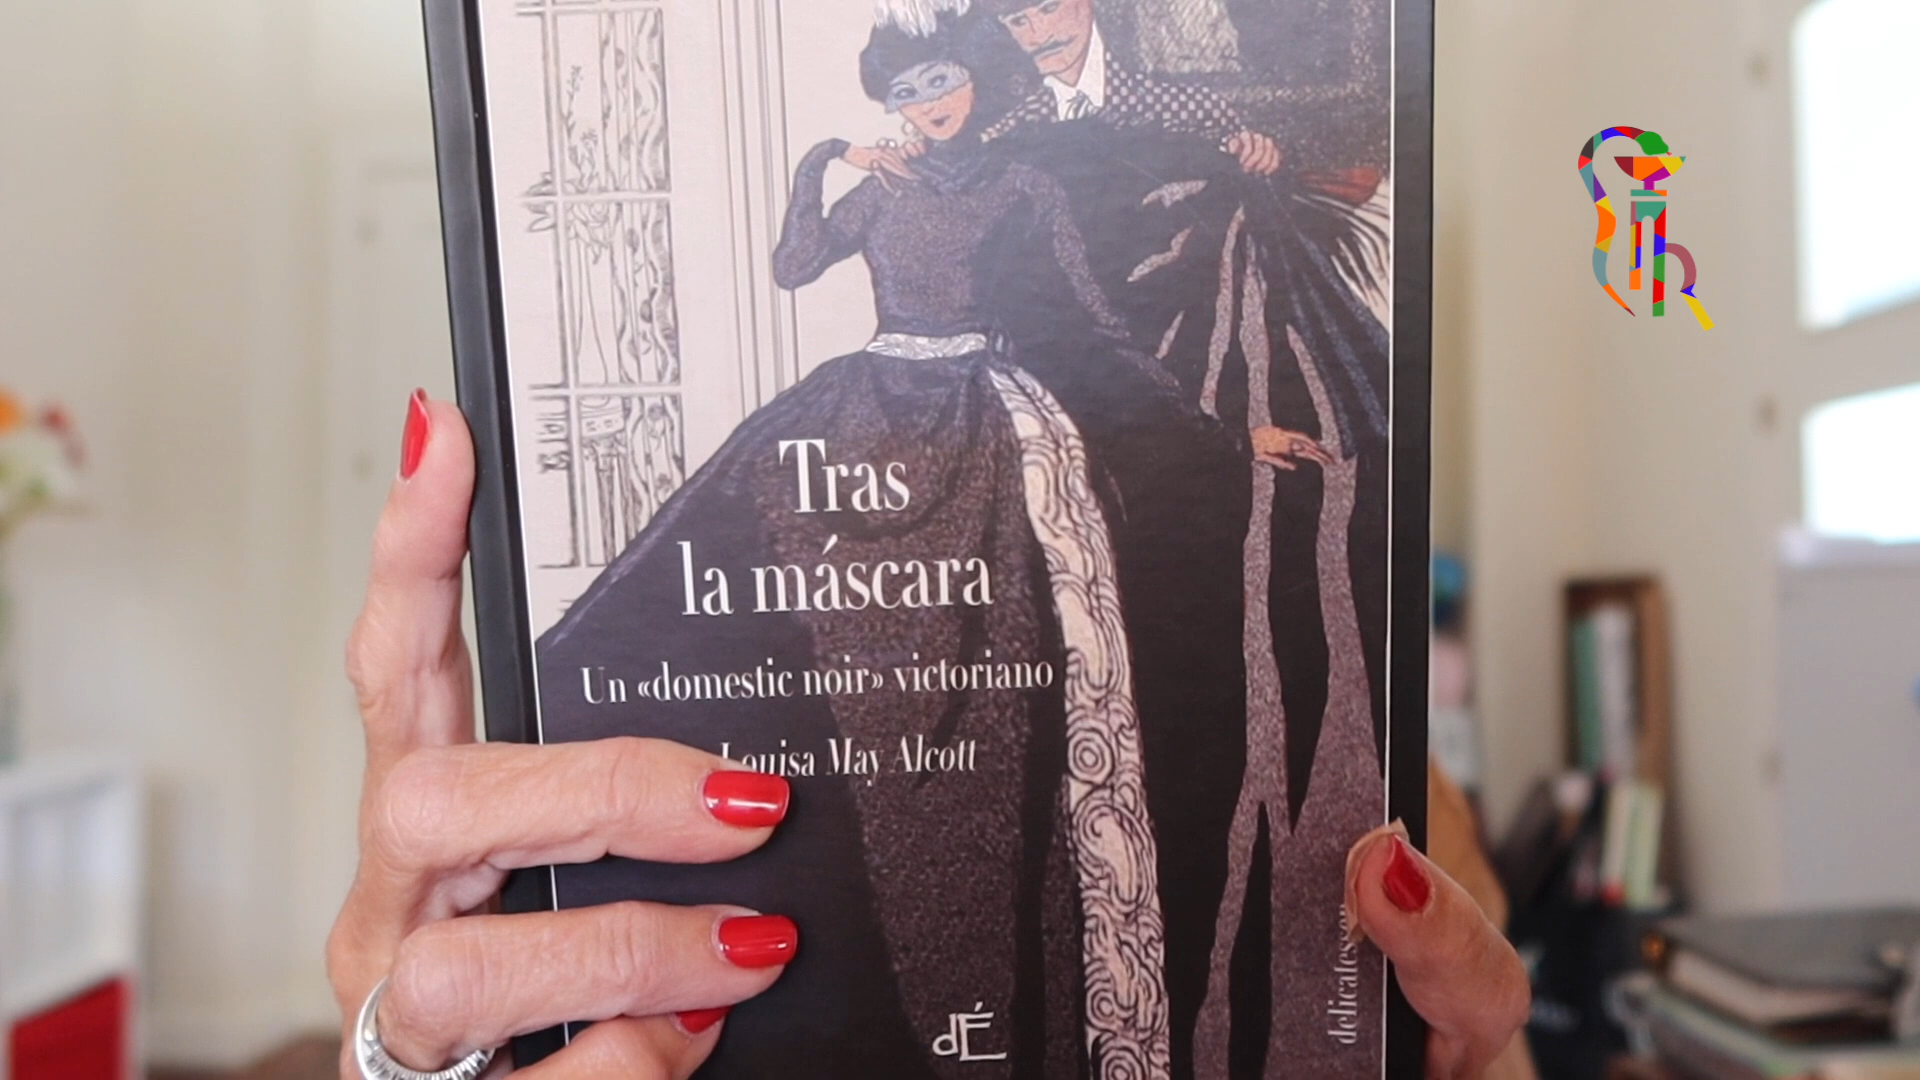 Tras
la máscara
Un «domestic noir» victoriano
Louisa May Alcott
dÉ
delicatessen